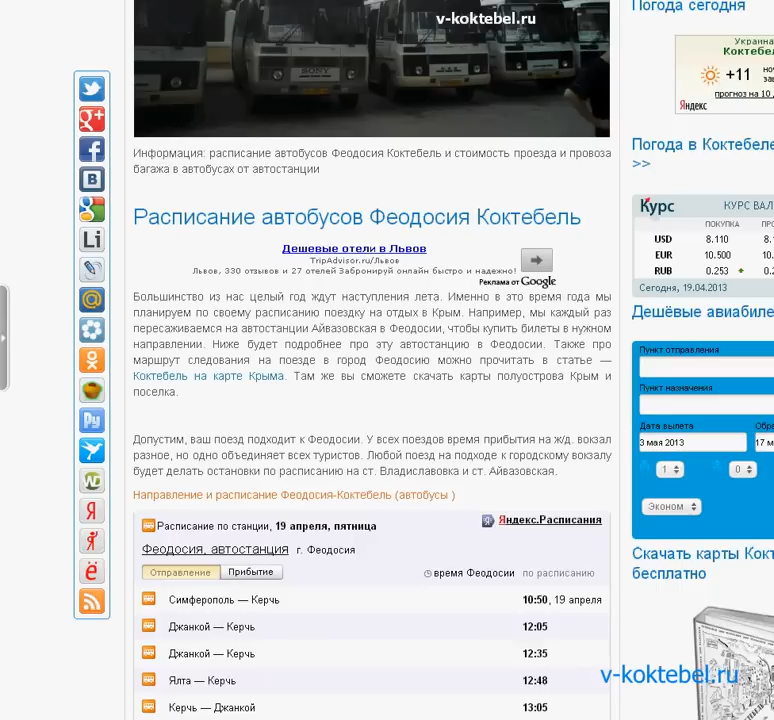 v-koktebel.ru
Погода сегодня
Украина
Коктебел
+11
прогноз на 10
Яндекс
Информация: расписание автобусов Феодосия Коктебель и стоимость проезда и провоза
багажа в автобусах от автостанции
Погода в Коктебеле
>>
Расписание автобусов Феодосия Коктебель
Дешевые отели в Львов
TripAdvisor.ru/Львов
Львов, 330 отзывов и 27 отелей Забронируй онлайн быстро и надежно!
Реклама от Google
Курс
КУРС ВАЛ
ПОКУПКА ПРО
USD 8.110 8.1
EUR 10.500
RUB 0.253
Сегодня, 19.04.2013
Большинство из нас целый год ждут наступления лета. Именно в это время года мы
планируем по своему расписанию поездку на отдых в Крым. Например, мы каждый раз
пересаживаемся на автостанции Айвазовская в Феодосии, чтобы купить билеты в нужном
направлении. Ниже будет подробнее про эту автостанцию в Феодосии. Также про
маршрут следования на поезде в город Феодосию можно прочитать в статье —
Коктебель на карте Крыма. Там же вы сможете скачать карты полуострова Крым и
поселка.
Дешёвые авиабиле
Пункт отправления
Пункт назначения
Дата вылета Обра
3 мая 2013 17 м
1 0
Эконом
Допустим, ваш поезд подходит к Феодосии. У всех поездов время прибытия на ж/д. вокзал
разное, но одно объединяет всех туристов. Любой поезд на подходе к городскому вокзалу
будет делать остановки по расписанию на ст. Владиславовка и ст. Айвазовская.
Направление и расписание Феодосия-Коктебель (автобусы )
Расписание по станции, 19 апреля, пятница
Яндекс.Расписания
Феодосия, автостанция г. Феодосия
Отправление Прибытие
время Феодосии по расписанию
Симферополь — Керчь 10:50, 19 апреля
Джанкой — Керчь 12:05
Джанкой — Керчь 12:35
Ялта — Керчь 12:48
Керчь — Джанкой 13:05
Скачать карты Кокт
бесплатно
v-koktebel.ru